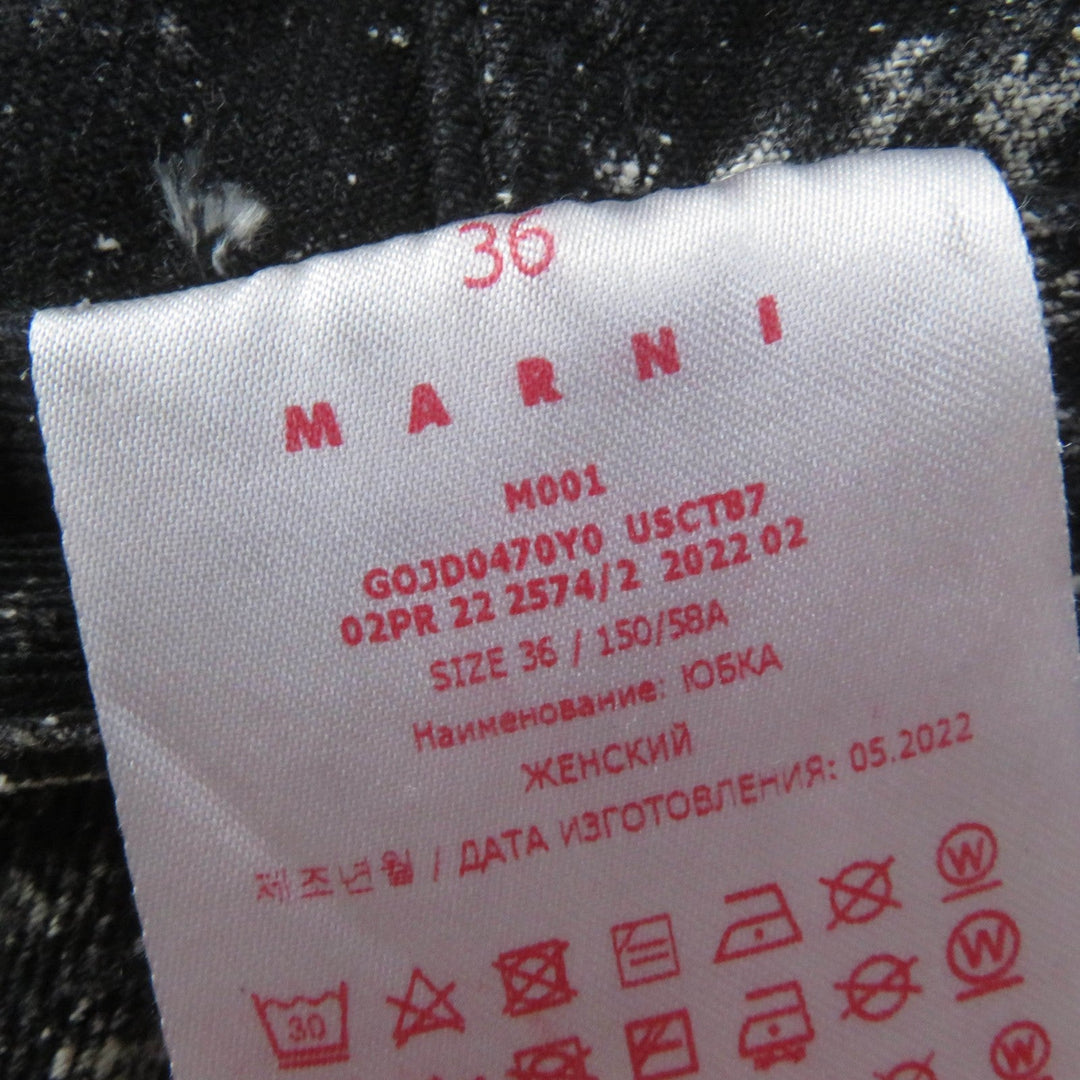 36
MARNI
M001
GOJD0470Y0 USCT87
02PR 22 2574/2 2022 02
SIZE 36 / 150/58A
Наименование: ЮБКА
ЖЕНСКИЙ
제조년월 / ДАТА ИЗГОТОВЛЕНИЯ: 05.2022
W
30
W
W